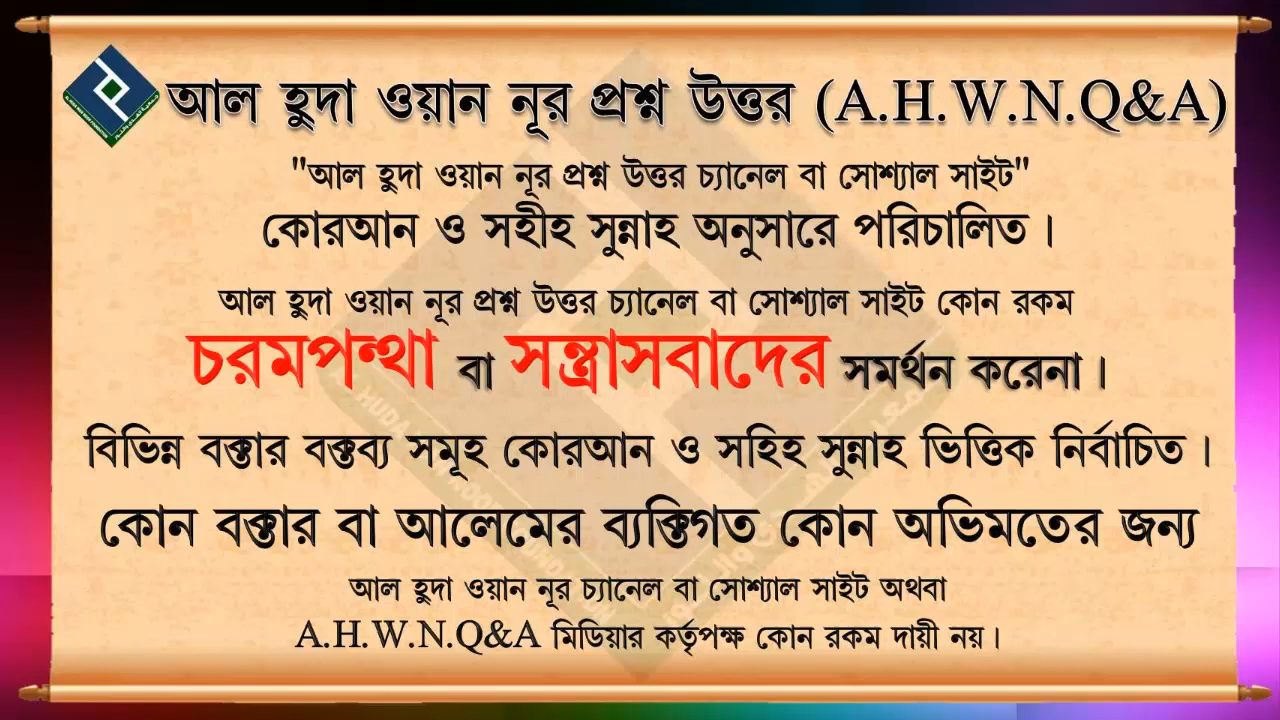 আল হুদা ওয়ান নূর প্রশ্ন উত্তর (A.H.W.N.Q&A)
"আল হুদা ওয়ান নূর প্রশ্ন উত্তর চ্যানেল বা সোশ্যাল সাইট"
কোরআন ও সহীহ সুন্নাহ অনুসারে পরিচালিত।
আল হুদা ওয়ান নূর প্রশ্ন উত্তর চ্যানেল বা সোশ্যাল সাইট কোন রকম
চরমপন্থা বা সন্ত্রাসবাদের সমর্থন করেনা।
বিভিন্ন বক্তার বক্তব্য সমূহ কোরআন ও সহিহ সুন্নাহ ভিত্তিক নির্বাচিত।
কোন বক্তার বা আলেমের ব্যক্তিগত কোন অভিমতের জন্য
আল হুদা ওয়ান নূর চ্যানেল বা সোশ্যাল সাইট অথবা
A.H.W.N.Q&A মিডিয়ার কর্তৃপক্ষ কোন রকম দায়ী নয়।